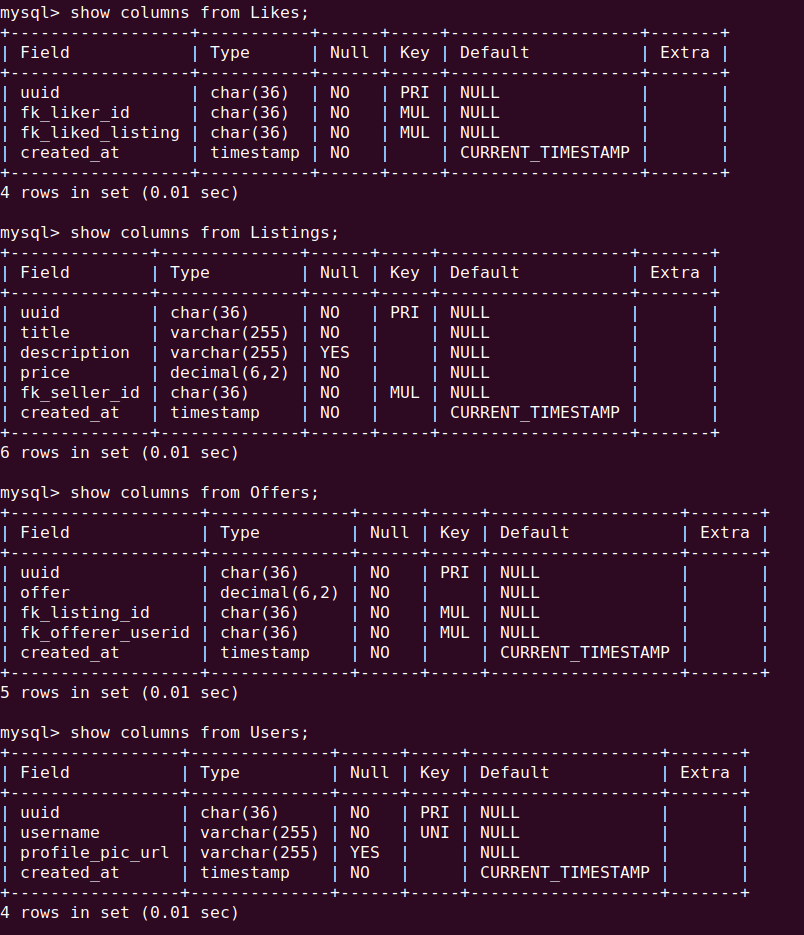 mysql> show columns from Likes;
+------------------+-----------+------+-----+-------------------+-------+
| Field            | Type      | Null | Key | Default           | Extra |
+------------------+-----------+------+-----+-------------------+-------+
| uuid             | char(36)  | NO   | PRI | NULL              |       |
| fk_liker_id      | char(36)  | NO   | MUL | NULL              |       |
| fk_liked_listing | char(36)  | NO   | MUL | NULL              |       |
| created_at       | timestamp | NO   |     | CURRENT_TIMESTAMP |       |
+------------------+-----------+------+-----+-------------------+-------+
4 rows in set (0.01 sec)

mysql> show columns from Listings;
+--------------+--------------+------+-----+-------------------+-------+
| Field        | Type         | Null | Key | Default           | Extra |
+--------------+--------------+------+-----+-------------------+-------+
| uuid         | char(36)     | NO   | PRI | NULL              |       |
| title        | varchar(255) | NO   |     | NULL              |       |
| description  | varchar(255) | YES  |     | NULL              |       |
| price        | decimal(6,2) | NO   |     | NULL              |       |
| fk_seller_id | char(36)     | NO   | MUL | NULL              |       |
| created_at   | timestamp    | NO   |     | CURRENT_TIMESTAMP |       |
+--------------+--------------+------+-----+-------------------+-------+
6 rows in set (0.01 sec)

mysql> show columns from Offers;
+-------------------+--------------+------+-----+-------------------+-------+
| Field             | Type         | Null | Key | Default           | Extra |
+-------------------+--------------+------+-----+-------------------+-------+
| uuid              | char(36)     | NO   | PRI | NULL              |       |
| offer             | decimal(6,2) | NO   |     | NULL              |       |
| fk_listing_id     | char(36)     | NO   | MUL | NULL              |       |
| fk_offerer_userid | char(36)     | NO   | MUL | NULL              |       |
| created_at        | timestamp    | NO   |     | CURRENT_TIMESTAMP |       |
+-------------------+--------------+------+-----+-------------------+-------+
5 rows in set (0.01 sec)

mysql> show columns from Users;
+-----------------+--------------+------+-----+-------------------+-------+
| Field           | Type         | Null | Key | Default           | Extra |
+-----------------+--------------+------+-----+-------------------+-------+
| uuid            | char(36)     | NO   | PRI | NULL              |       |
| username        | varchar(255) | NO   | UNI | NULL              |       |
| profile_pic_url | varchar(255) | YES  |     | NULL              |       |
| created_at      | timestamp    | NO   |     | CURRENT_TIMESTAMP |       |
+-----------------+--------------+------+-----+-------------------+-------+
4 rows in set (0.01 sec)